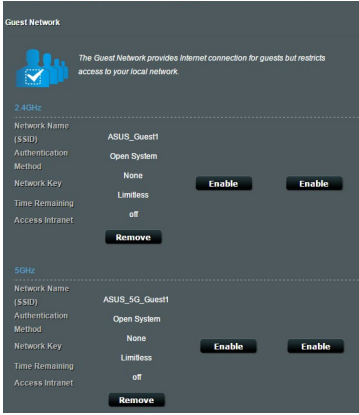 Guest Network
The Guest Network provides Internet connection for guests but restricts
access to your local network.
2.4GHz
Network Name
(SSID)
ASUS_Guest1
Authentication
Method
Open System
Network Key
None
Enable
Enable
Time Remaining
Limitless
Access Intranet
off
Remove
5GHz
Network Name
(SSID)
ASUS_5G_Guest1
Authentication
Method
Open System
Network Key
None
Enable
Enable
Time Remaining
Limitless
Access Intranet
off
Remove